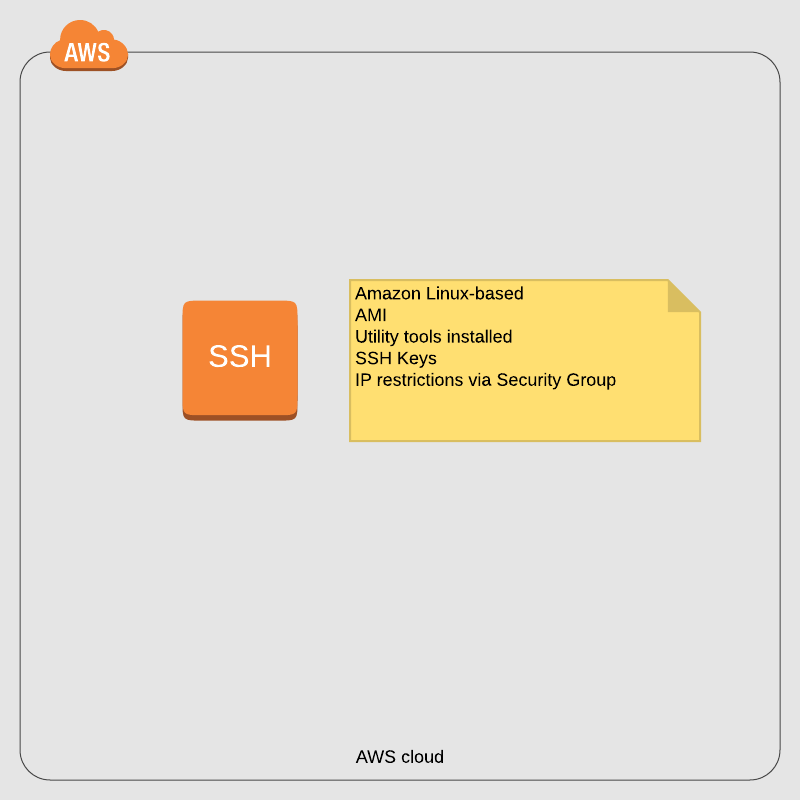 AWS
SSH
Amazon Linux-based
AMI
Utility tools installed
SSH Keys
IP restrictions via Security Group
AWS cloud